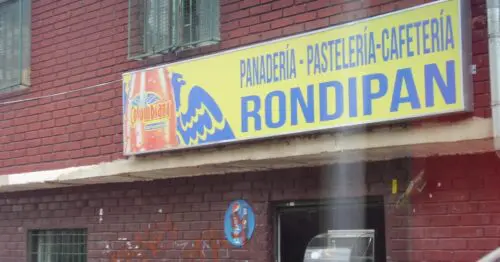 PANADERÍA - PASTELERÍA-CAFETERÍA
RONDIPAN
Colombiana